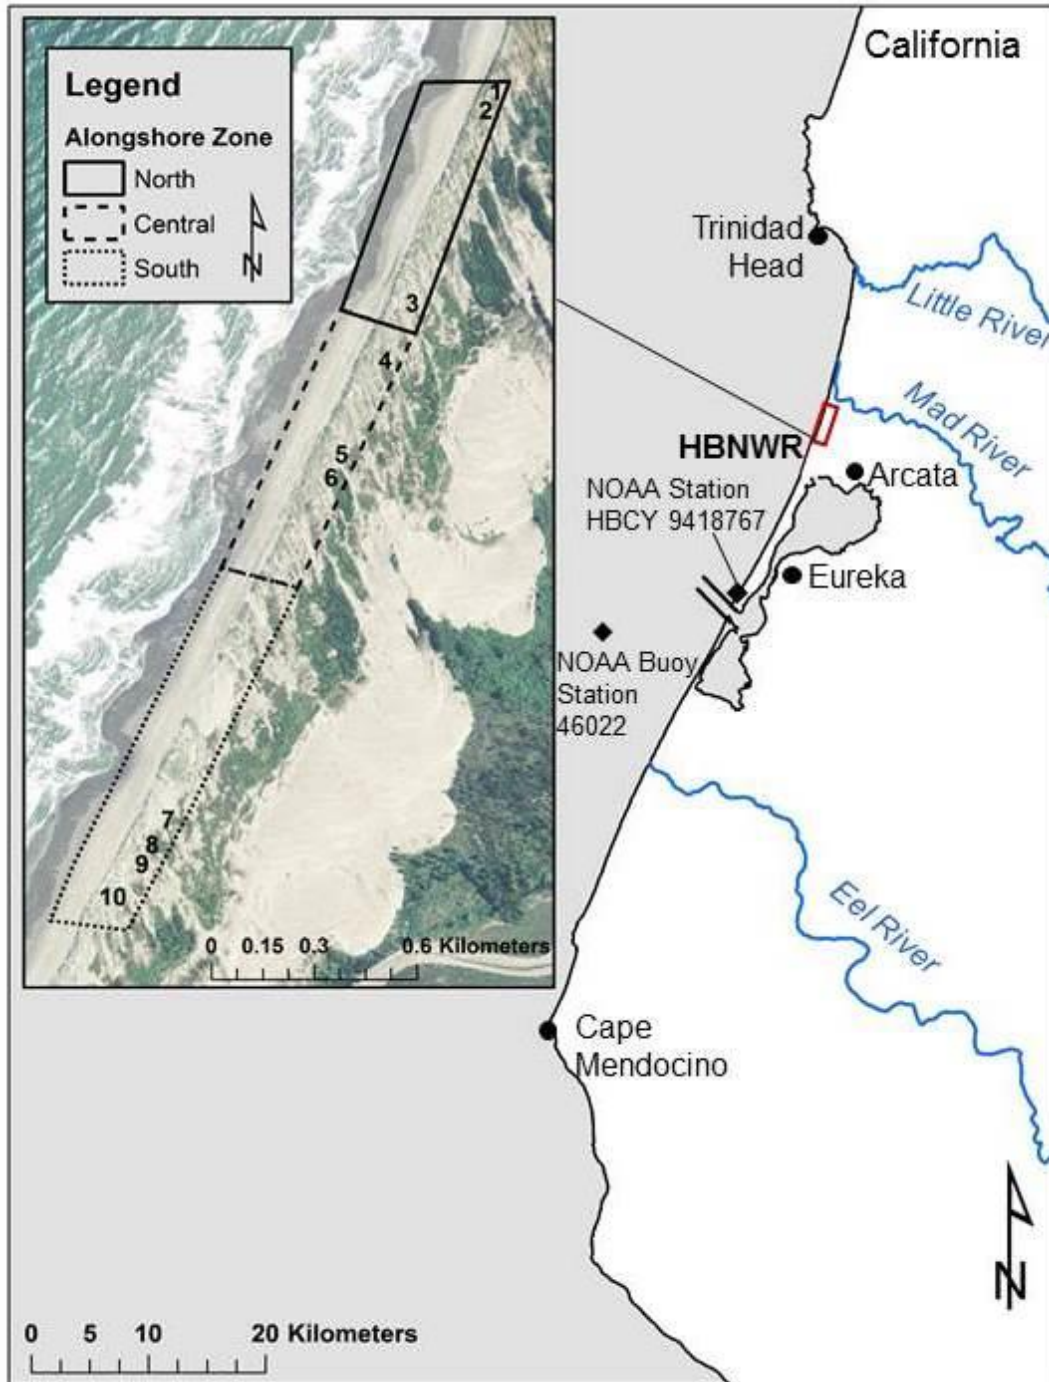 Legend
Alongshore Zone
North
Central
South
N
1
2
3
4
5
6
7
8
9
10
0 0.15 0.3 0.6 Kilometers
California
Trinidad
Head
Little River
Mad River
HBNWR
NOAA Station
HBCY 9418767
Arcata
Eureka
NOAA Buoy
Station
46022
Eel River
Cape
Mendocino
N
0 5 10 20 Kilometers